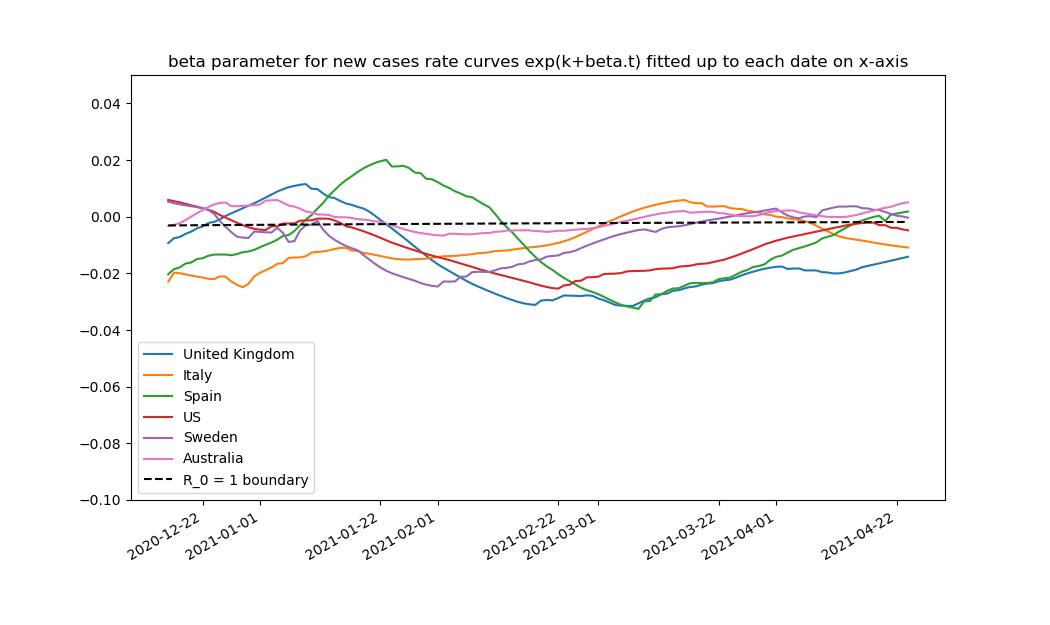 beta parameter for new cases rate curves exp(k+beta.t) fitted up to each date on x-axis
0.04
0.02
0.00
−0.02
−0.04
−0.06
−0.08
−0.10
United Kingdom
Italy
Spain
US
Sweden
Australia
R_0 = 1 boundary
2020-12-22
2021-01-01
2021-01-22
2021-02-01
2021-02-22
2021-03-01
2021-03-22
2021-04-01
2021-04-22